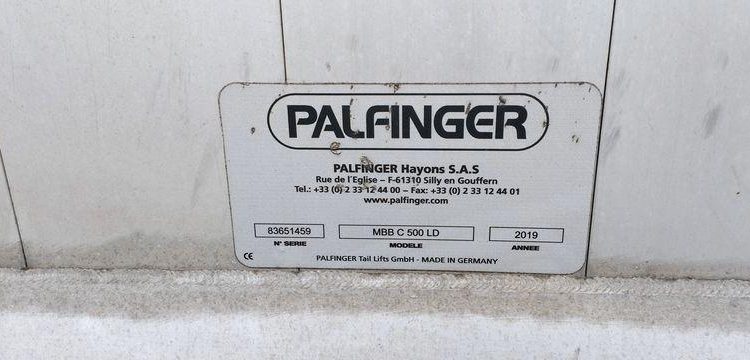 PALFINGER
PALFINGER Hayons S.A.S
Rue de l'Eglise – F-61310 Silly en Gouffern
Tel.: +33 (0) 2 33 12 44 00 – Fax: +33 (0) 2 33 12 44 01
www.palfinger.com
83651459 MBB C 500 LD 2019
N° SERIE MODELE ANNEE
CE PALFINGER Tail Lifts GmbH - MADE IN GERMANY